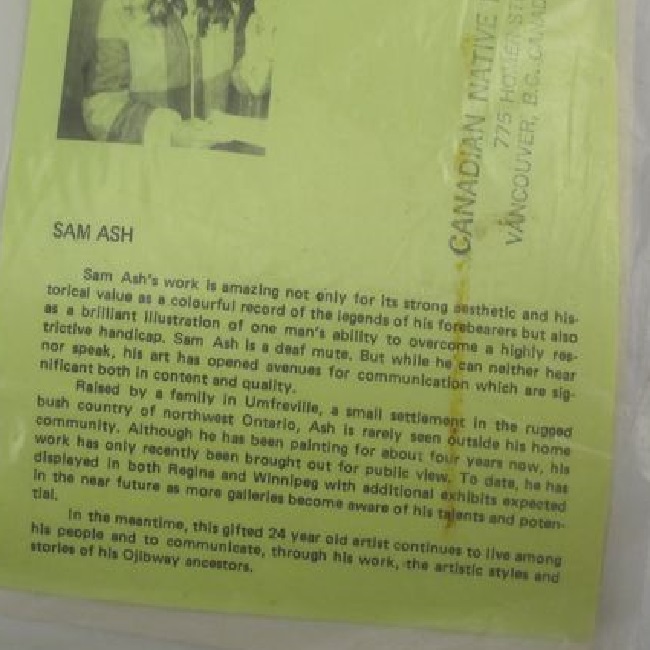 CANADIAN NATIVE
775 HOMER ST
VANCOUVER, B.C. CANAD
SAM ASH
Sam Ash's work is amazing not only for its strong aesthetic and his-
torical value as a colourful record of the legends of his forebearers but also
as a brilliant illustration of one man's ability to overcome a highly res-
trictive handicap. Sam Ash is a deaf mute. But while he can neither hear
nor speak, his art has opened avenues for communication which are sig-
nificant both in content and quality.
Raised by a family in Umfreville, a small settlement in the rugged
bush country of northwest Ontario, Ash is rarely seen outside his home
community. Although he has been painting for about four years now, his
work has only recently been brought out for public view. To date, he has
displayed in both Regina and Winnipeg with additional exhibits expected
in the near future as more galleries become aware of his talents and poten-
tial.
In the meantime, this gifted 24 year old artist continues to live among
his people and to communicate, through his work, the artistic styles and
stories of his Ojibway ancestors.